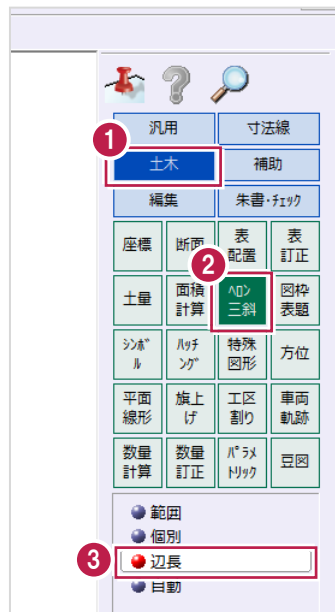 汎用 寸法線
1
土木 補助
編集 朱書・ﾁｪｯｸ
座標 断面 表配置 表訂正
2
土量 面積計算 ﾍﾛﾝ三斜 図枠表題
ｼﾝﾎﾞﾙ ﾊｯﾁﾝｸﾞ 特殊図形 方位
平面線形 旗上げ 工区割り 車両軌跡
数量計算 数量訂正 ﾊﾟﾗﾒﾄﾘｯｸ 豆図
範囲
個別
3 辺長
自動